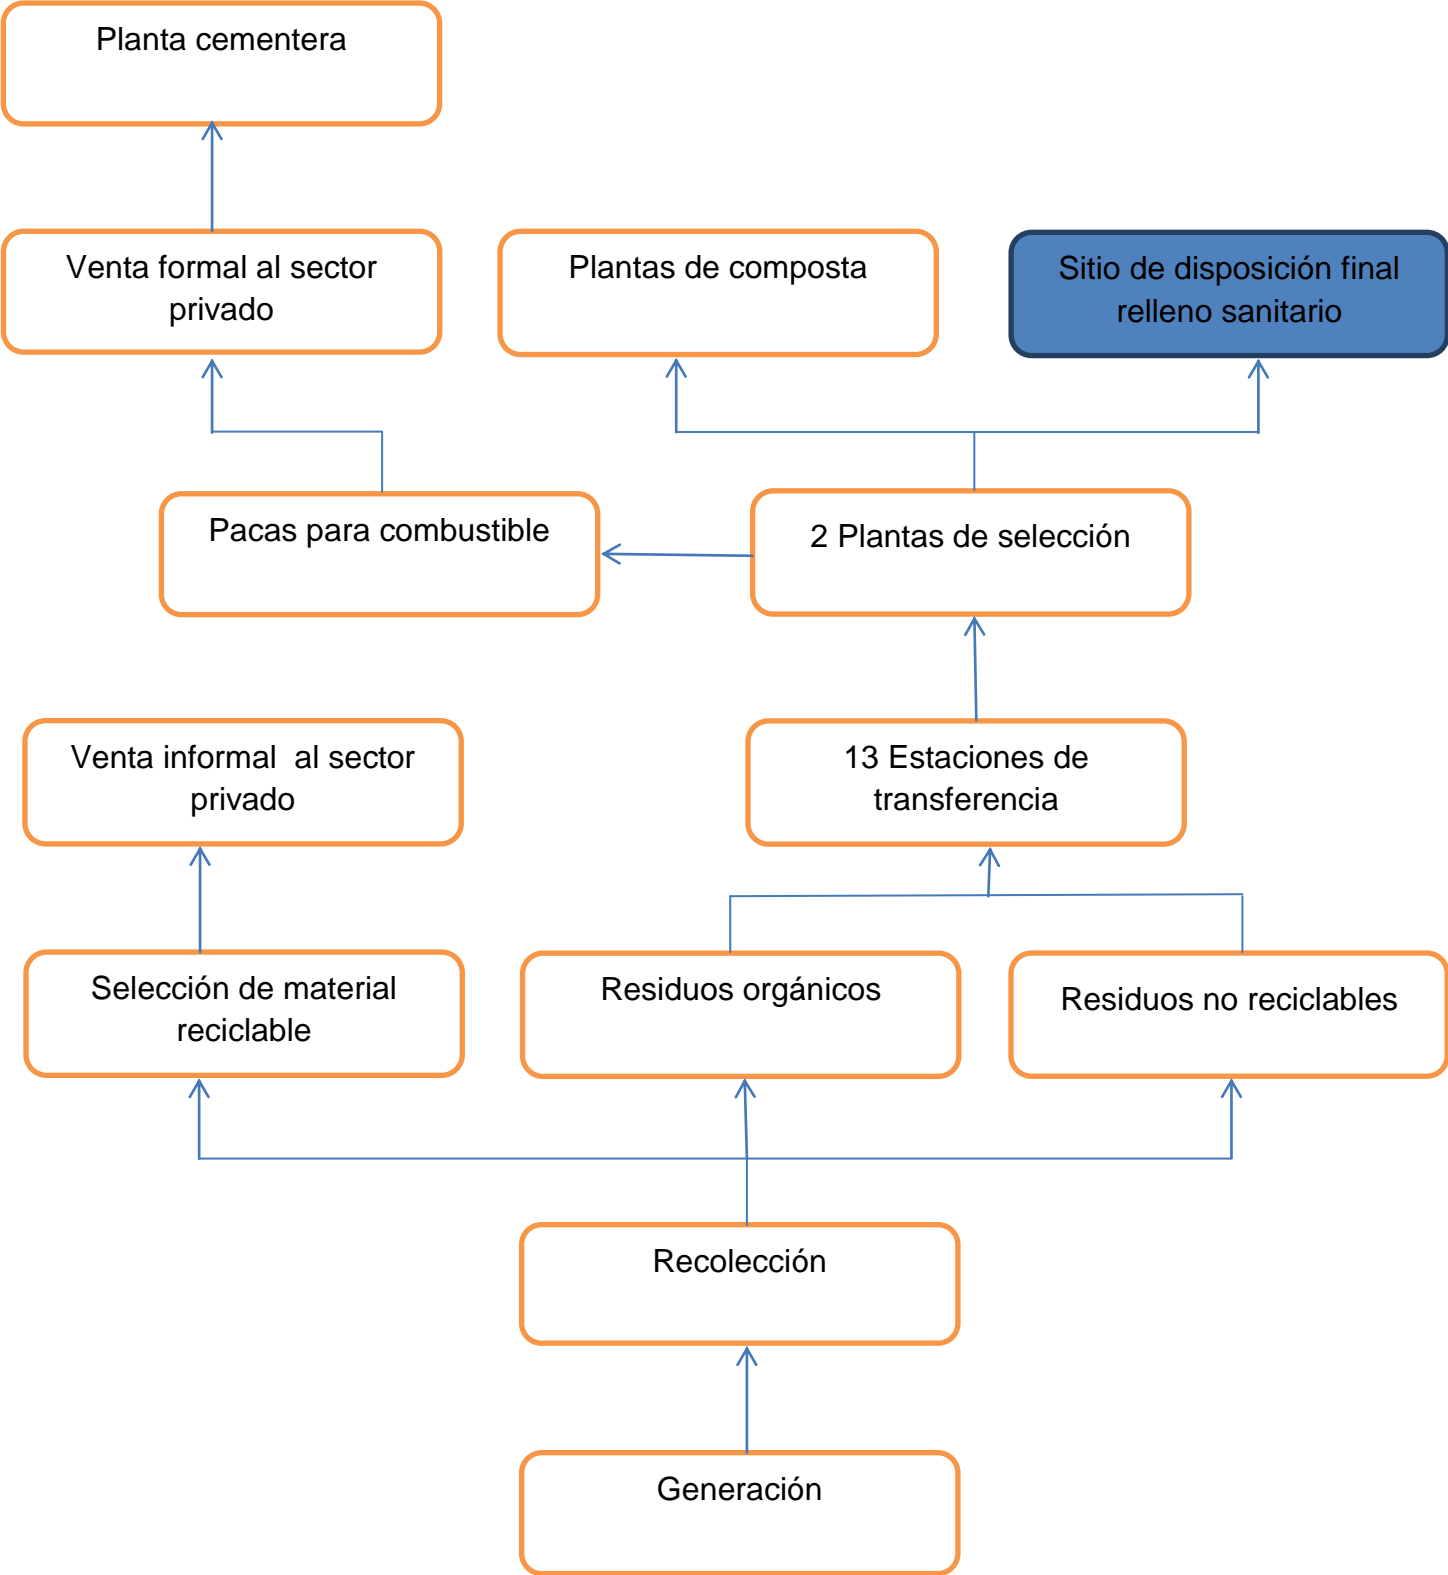 Planta cementera
Venta formal al sector
privado
Plantas de composta
Sitio de disposición final
relleno sanitario
Pacas para combustible
2 Plantas de selección
Venta informal  al sector
privado
13 Estaciones de
transferencia
Selección de material
reciclable
Residuos orgánicos
Residuos no reciclables
Recolección
Generación